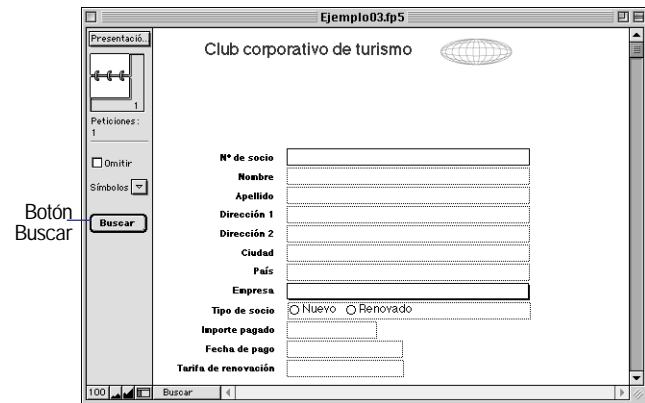 Ejemplo03.fp5
Presentació..
Club corporativo de turismo
1
Peticiones:
1
Omitir
Símbolos
Botón
Buscar
Buscar
Nº de socio
Nombre
Apellido
Dirección 1
Dirección 2
Ciudad
País
Empresa
Tipo de socio Nuevo Renovado
Importe pagado
Fecha de pago
Tarifa de renovación
100 Buscar